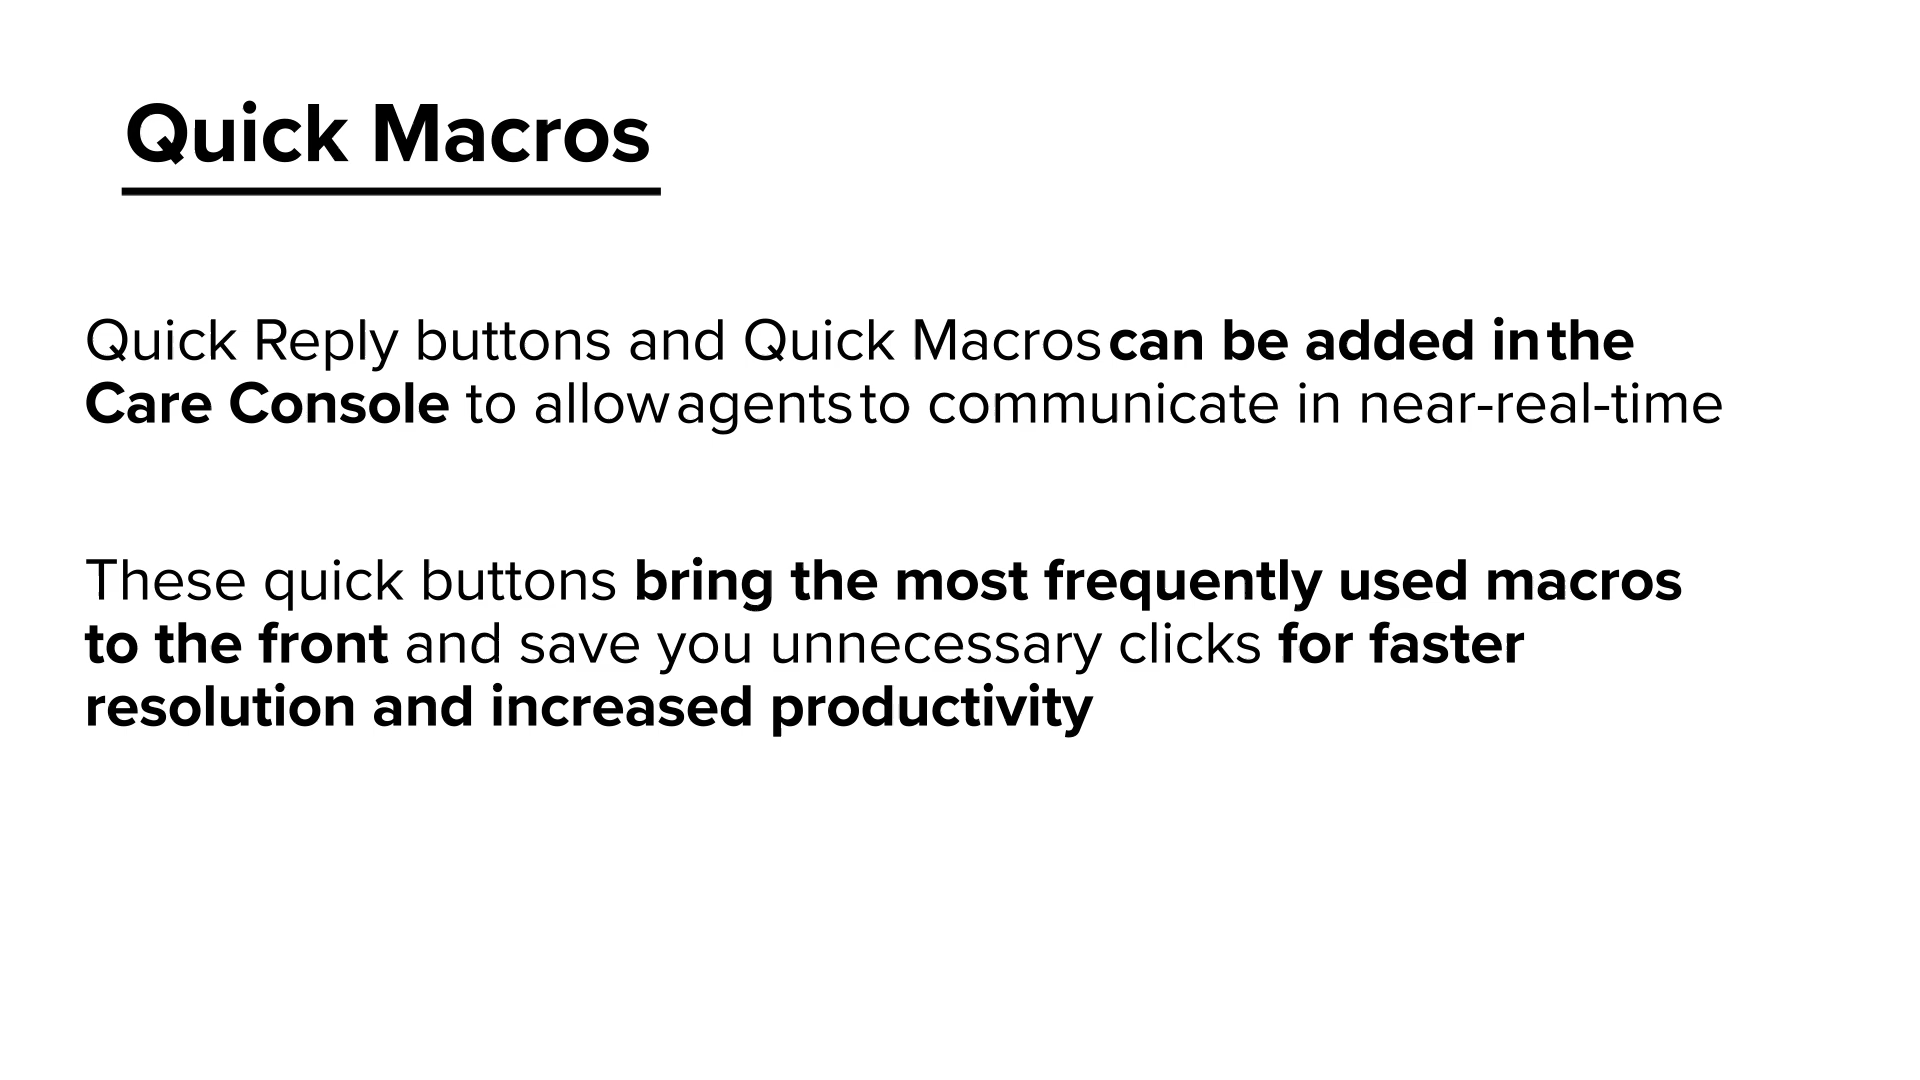 Quick Macros
Quick Reply buttons and Quick Macros can be added in the
Care Console to allow agents to communicate in near-real-time
These quick buttons bring the most frequently used macros
to the front and save you unnecessary clicks for faster
resolution and increased productivity